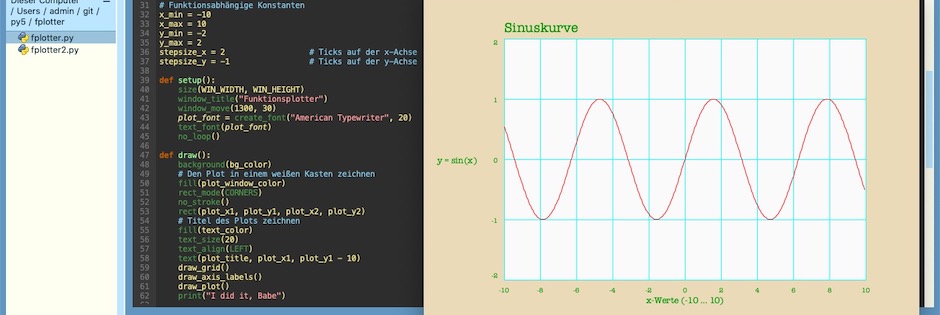 Dieser Computer
/ Users / admin / git /
py5 / fplotter
fplotter.py
fplotter2.py
31 # Funktionsabhängige Konstanten
32 x_min = -10
33 x_max = 10
34 y_min = -2
35 y_max = 2
36 stepsize_x = 2 # Ticks auf der x-Achse
37 stepsize_y = -1 # Ticks auf der y-Achse
38
39 def setup():
40 size(WIN_WIDTH, WIN_HEIGHT)
41 window_title("Funktionsplotter")
42 window_move(1300, 30)
43 plot_font = create_font("American Typewriter", 20)
44 text_font(plot_font)
45 no_loop()
46
47 def draw():
48 background(bg_color)
49 # Den Plot in einem weißen Kasten zeichnen
50 fill(plot_window_color)
51 rect_mode(CORNERS)
52 no_stroke()
53 rect(plot_x1, plot_y1, plot_x2, plot_y2)
54 # Titel des Plots zeichnen
55 fill(text_color)
56 text_size(20)
57 text_align(LEFT)
58 text(plot_title, plot_x1, plot_y1 - 10)
59 draw_grid()
60 draw_axis_labels()
61 draw_plot()
62 print("I did it, Babe")
Sinuskurve
2
1
y = sin(x) 0
-1
-2
-10 -8 -6 -4 -2 0 2 4 6 8 10
x-Werte (-10 ... 10)